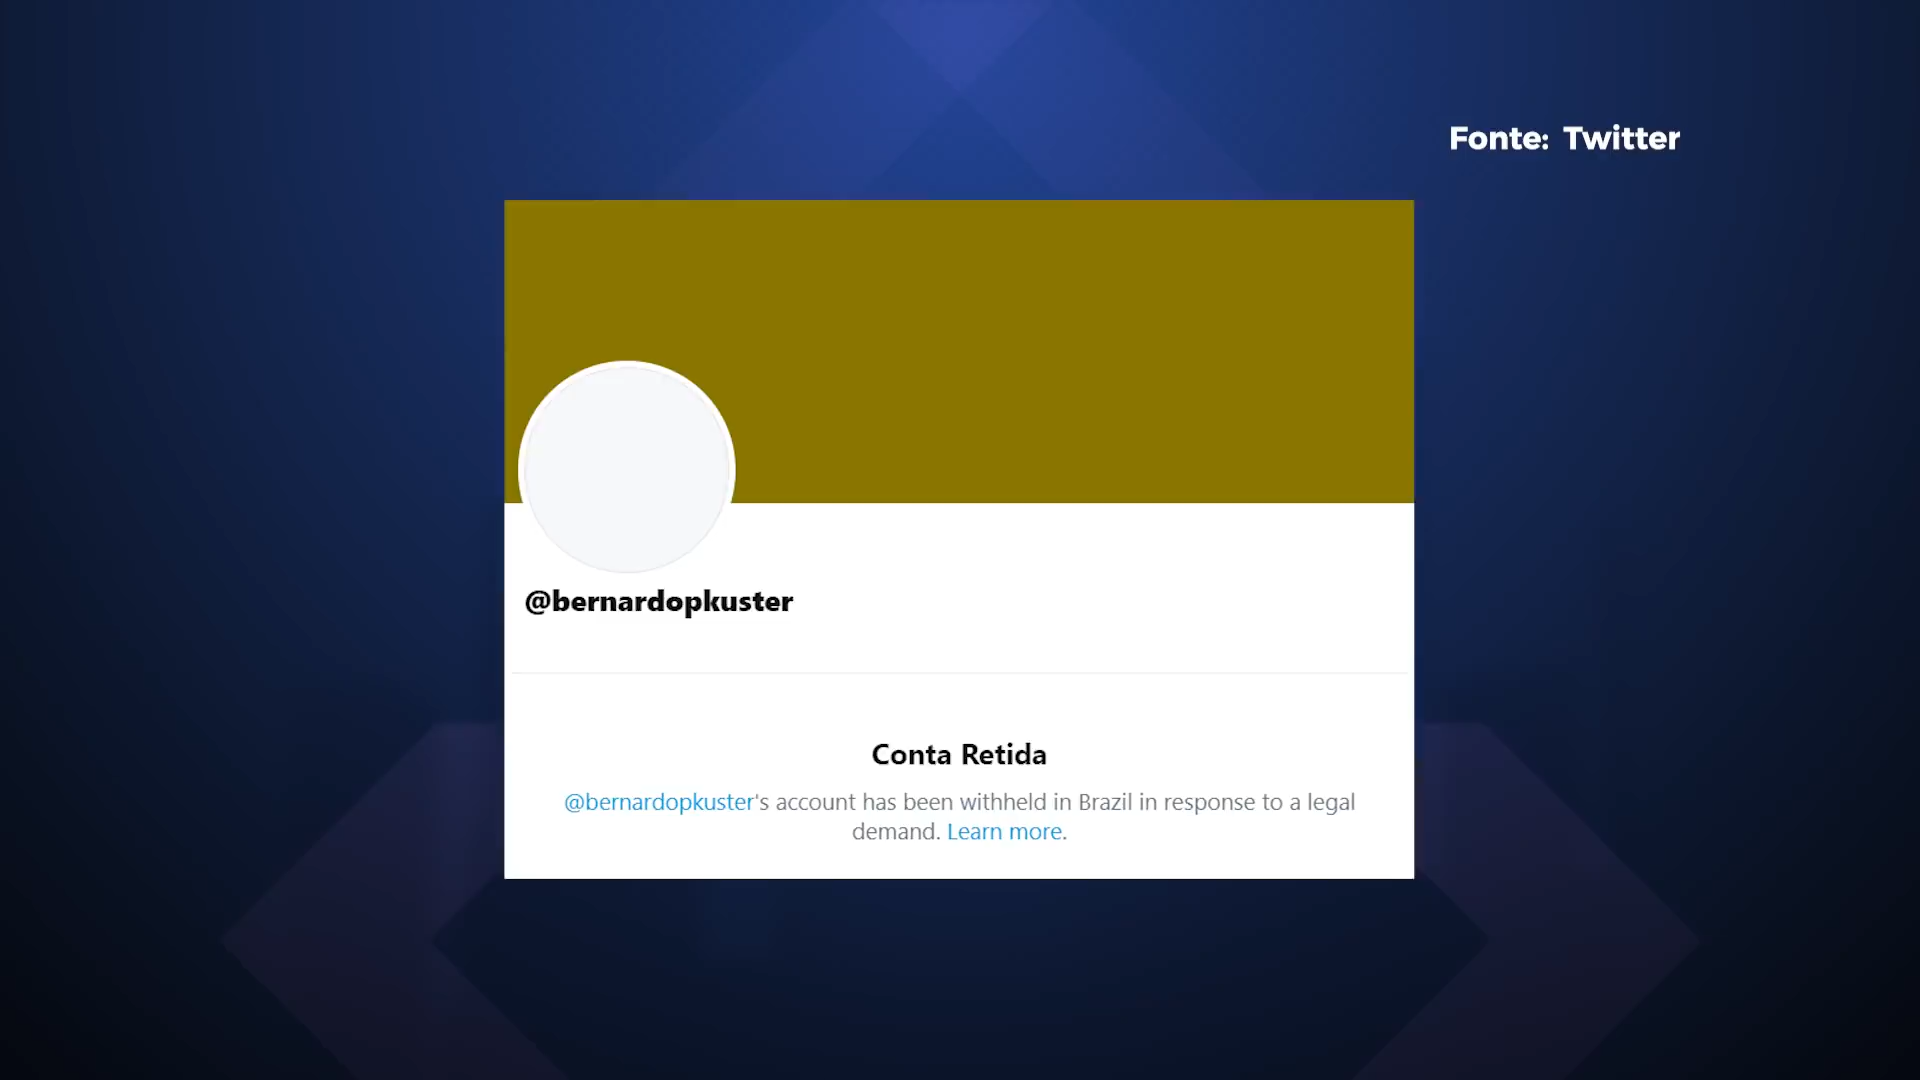 Fonte: Twitter
@bernardopkuster
Conta Retida
@bernardopkuster's account has been withheld in Brazil in response to a legal
demand. Learn more.